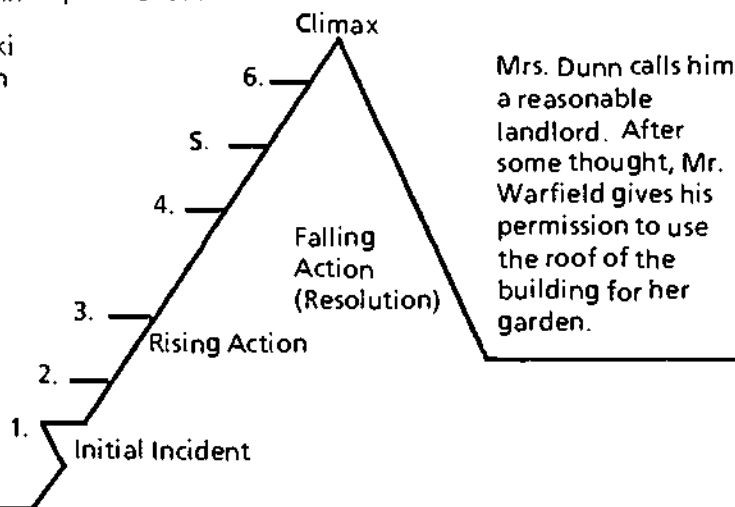 Climax
ki
6.
Mrs. Dunn calls him
a reasonable
landlord. After
some thought, Mr.
Warfield gives his
permission to use
the roof of the
building for her
garden.
S.
4.
Falling
Action
(Resolution)
3.
Rising Action
2.
1.
Initial Incident